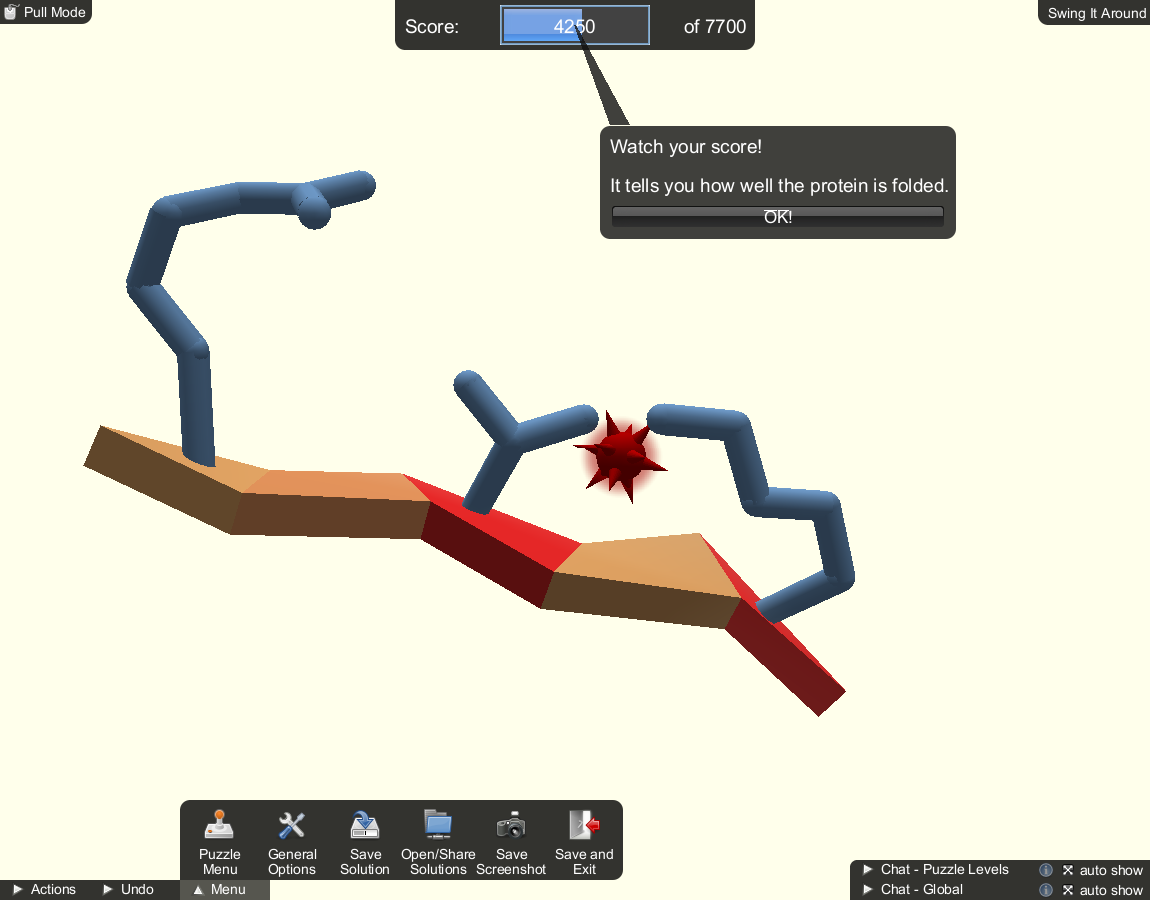 Pull Mode
Score: 4250 of 7700
Swing It Around
Watch your score!
It tells you how well the protein is folded.
OK!
Puzzle Menu
General Options
Save Solution
Open/Share Solutions
Save Screenshot
Save and Exit
Actions
Undo
Menu
Chat - Puzzle Levels
auto show
Chat - Global
auto show